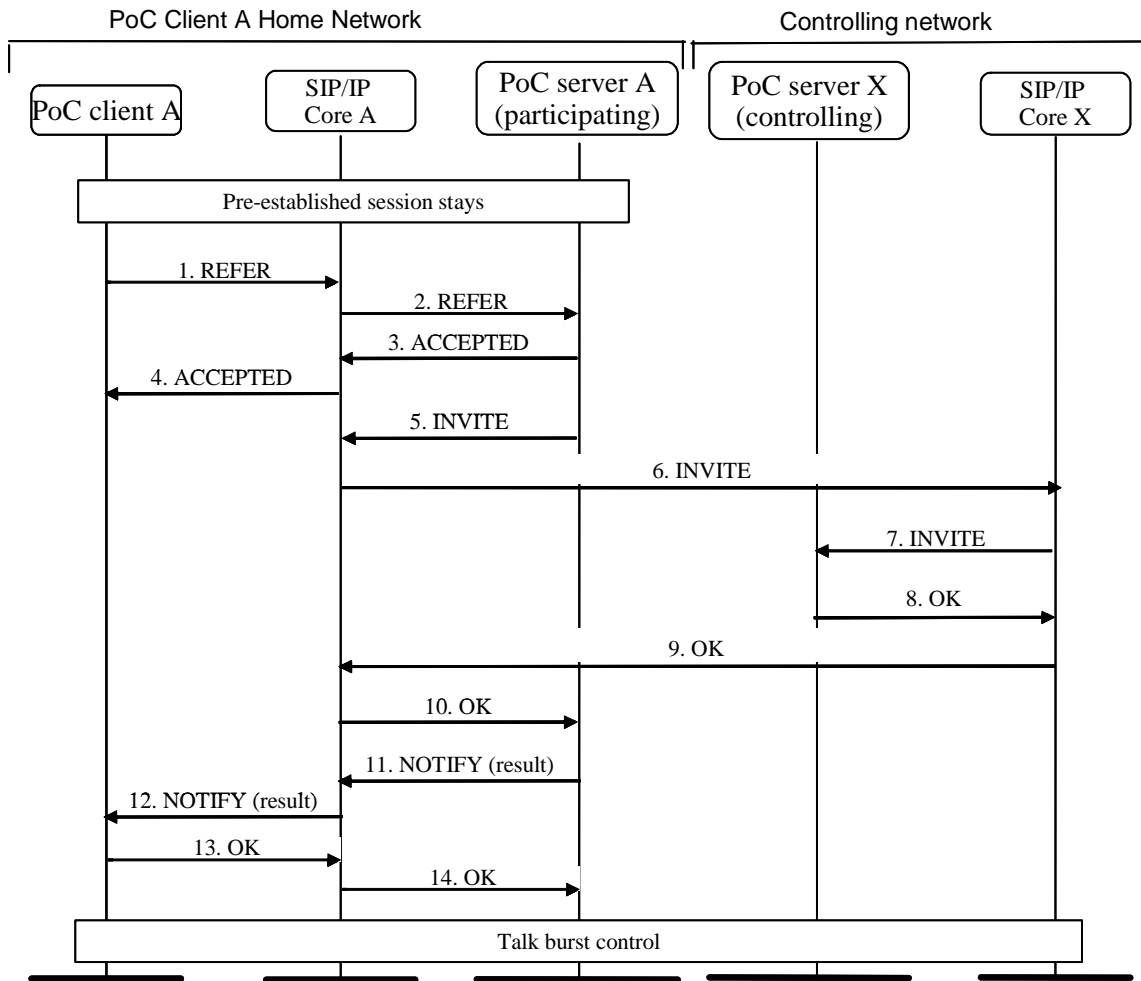 PoC Client A Home Network
Controlling network
PoC client A
SIP/IP
Core A
PoC server A
(participating)
PoC server X
(controlling)
SIP/IP
Core X
Pre-established session stays
1. REFER
2. REFER
3. ACCEPTED
4. ACCEPTED
5. INVITE
6. INVITE
7. INVITE
8. OK
9. OK
10. OK
11. NOTIFY (result)
12. NOTIFY (result)
13. OK
14. OK
Talk burst control